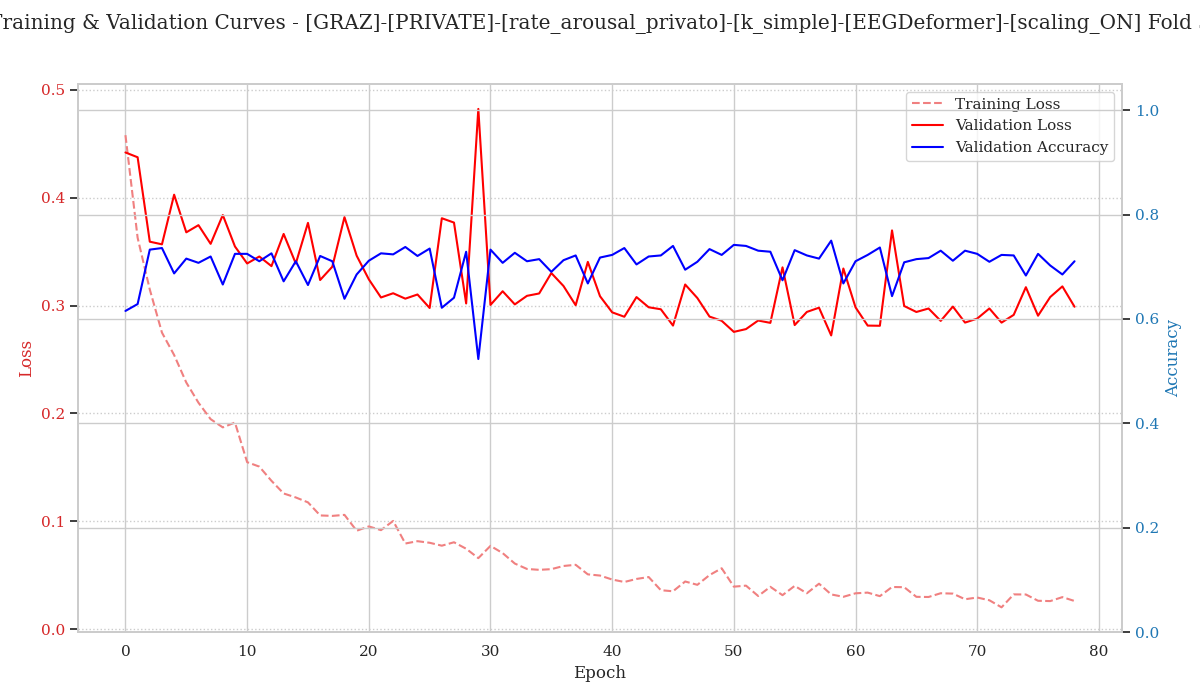 Training & Validation Curves - [GRAZ]-[PRIVATE]-[rate_arousal_privato]-[k_simple]-[EEGDeformer]-[scaling_ON] Fold
Training Loss
Validation Loss
Validation Accuracy
0.5
0.4
0.3
0.2
0.1
0.0
Loss
1.0
0.8
0.6
0.4
0.2
0.0
Accuracy
0 10 20 30 40 50 60 70 80
Epoch